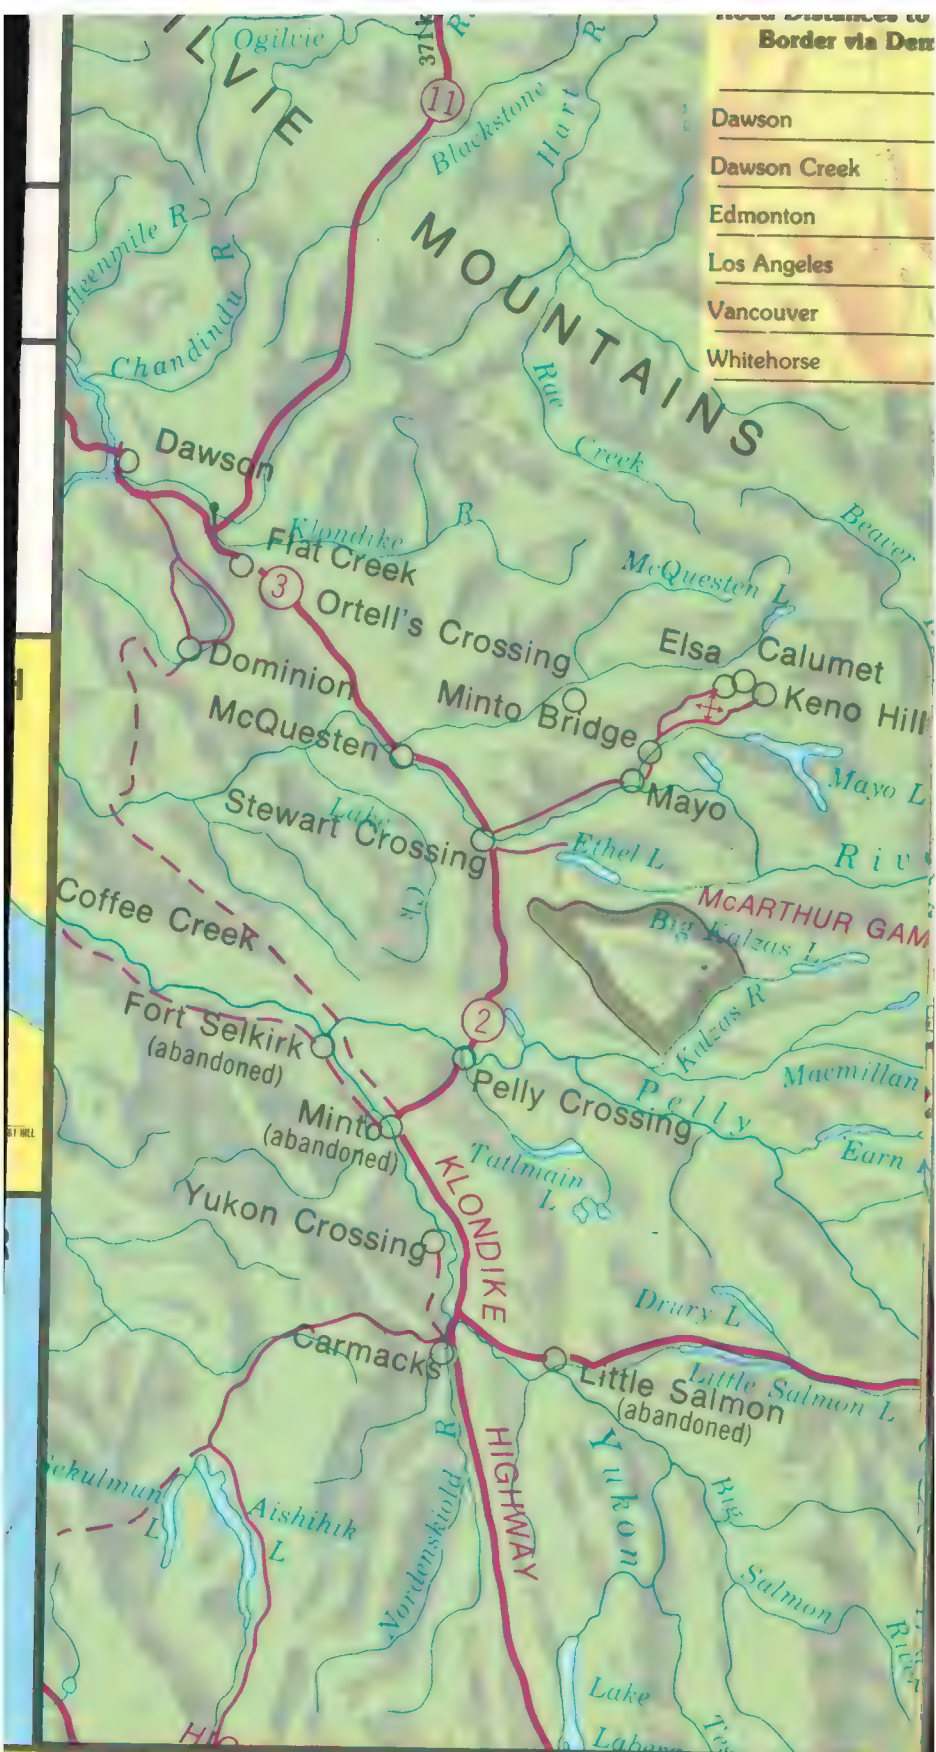 Border via
Dawson
Dawson Creek
Edmonton
Los Angeles
Vancouver
Whitehorse
Ogilvie
R
11
Blackstone
Hart
R
MOUNTAINS
R
Chandindu
R
Rae
Creek
Dawson
Klondike
R
Beaver
Flat Creek
3
McQuesten L
Ortell's Crossing
Elsa
Calumet
Dominion
Minto Bridge
Keno Hill
McQuesten
Mayo L
Mayo
Lake
Stewart Crossing
Ethel L
Ck
McARTHUR GAM
Coffee Creek
Big Kalzas L
Kalzas R
Fort Selkirk
(abandoned)
2
Macmillan
Pelly Crossing
Pelly
Minto
(abandoned)
Tatlmain
L
Earn
KLONDIKE
Yukon Crossing
Drury L
Carmacks
Little Salmon
(abandoned)
Little Salmon L
R
HIGHWAY
Yukon
Big
Aishihik
L
L
Nordenskiold
Salmon
River
Lake